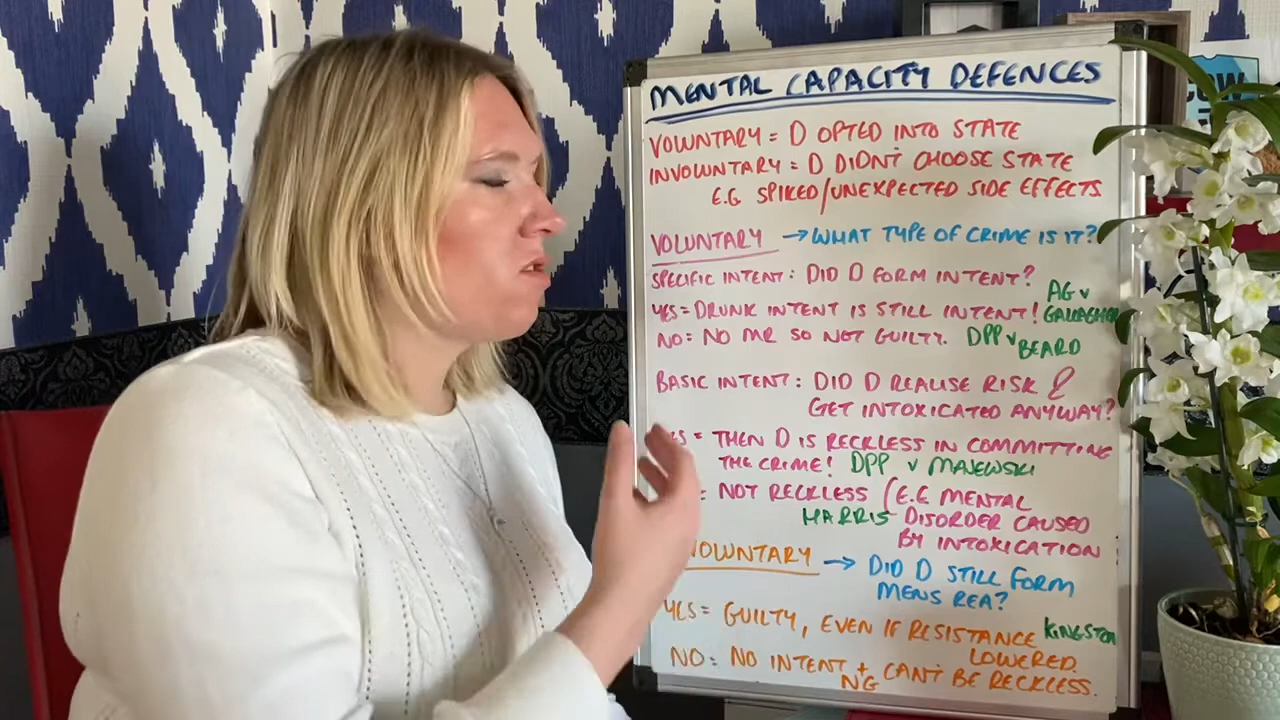 MENTAL CAPACITY DEFENCES
VOLUNTARY = D OPTED INTO STATE
INVOLUNTARY = D DIDN'T CHOOSE STATE
E.G SPIKED/UNEXPECTED SIDE EFFECTS
VOLUNTARY → WHAT TYPE OF CRIME IS IT?
SPECIFIC INTENT: DID D FORM INTENT?
YES = DRUNK INTENT IS STILL INTENT! AG v GALLAGHER
NO: NO MR SO NOT GUILTY. DPP v BEARD
BASIC INTENT: DID D REALISE RISK &
GET INTOXICATED ANYWAY?
= THEN D IS RECKLESS IN COMMITTING
THE CRIME! DPP v MAJEWSKI
= NOT RECKLESS (E.G MENTAL
HARRIS DISORDER CAUSED
BY INTOXICATION
VOLUNTARY → DID D STILL FORM
MENS REA?
YES = GUILTY, EVEN IF RESISTANCE KINGSTON
LOWERED.
NO: NO INTENT + CAN'T BE RECKLESS.
NG